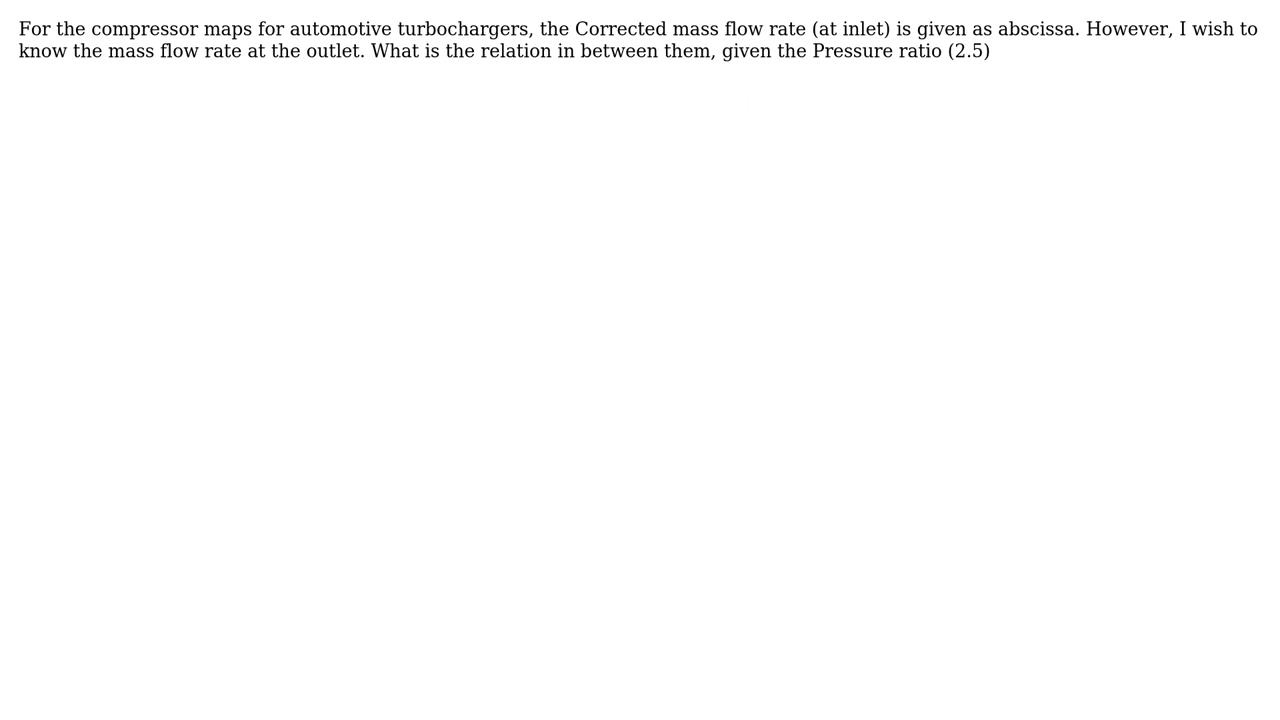 For the compressor maps for automotive turbochargers, the Corrected mass flow rate (at inlet) is given as abscissa. However, I wish to
know the mass flow rate at the outlet. What is the relation in between them, given the Pressure ratio (2.5)